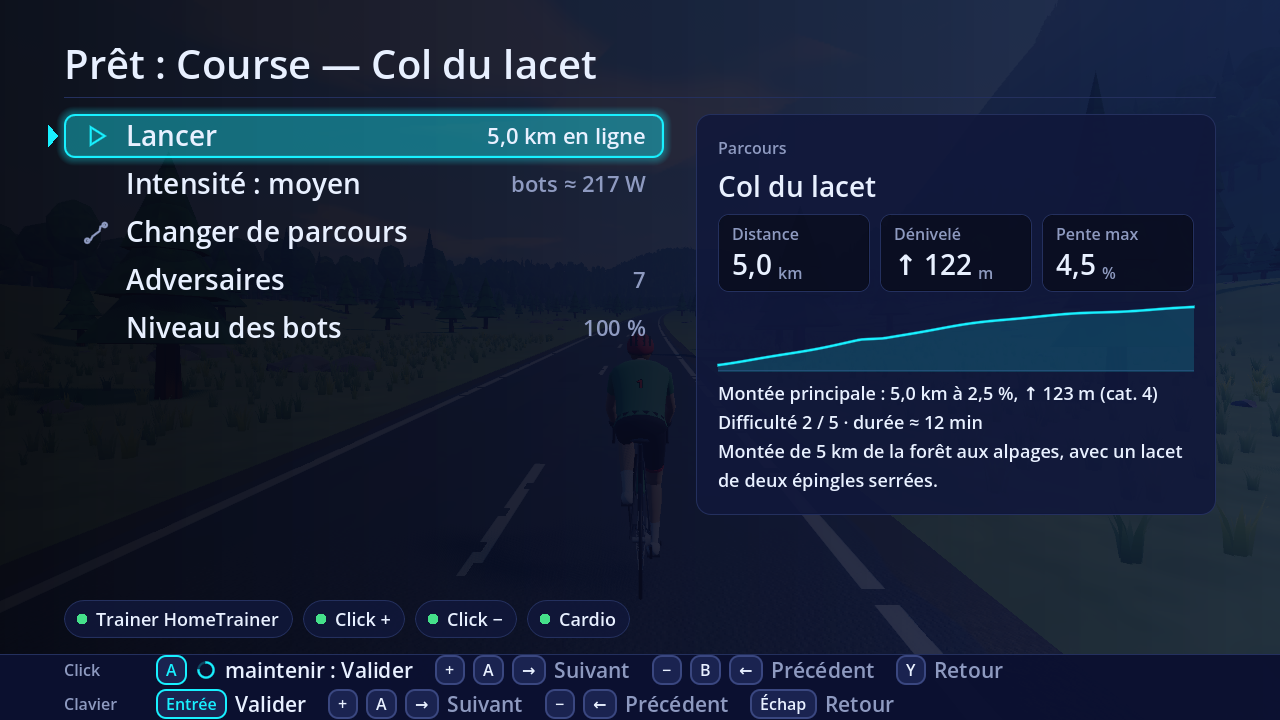 Prêt : Course — Col du lacet
Lancer 5,0 km en ligne
Intensité : moyen bots ≈ 217 W
Changer de parcours
Adversaires 7
Niveau des bots 100 %
Parcours
Col du lacet
Distance Dénivelé Pente max
5,0 km ↑ 122 m 4,5 %
Montée principale : 5,0 km à 2,5 %, ↑ 123 m (cat. 4)
Difficulté 2 / 5 · durée ≈ 12 min
Montée de 5 km de la forêt aux alpages, avec un lacet
de deux épingles serrées.
Trainer HomeTrainer Click + Click − Cardio
Click A maintenir : Valider + A → Suivant − B ← Précédent Y Retour
Clavier Entrée Valider + A → Suivant − ← Précédent Échap Retour